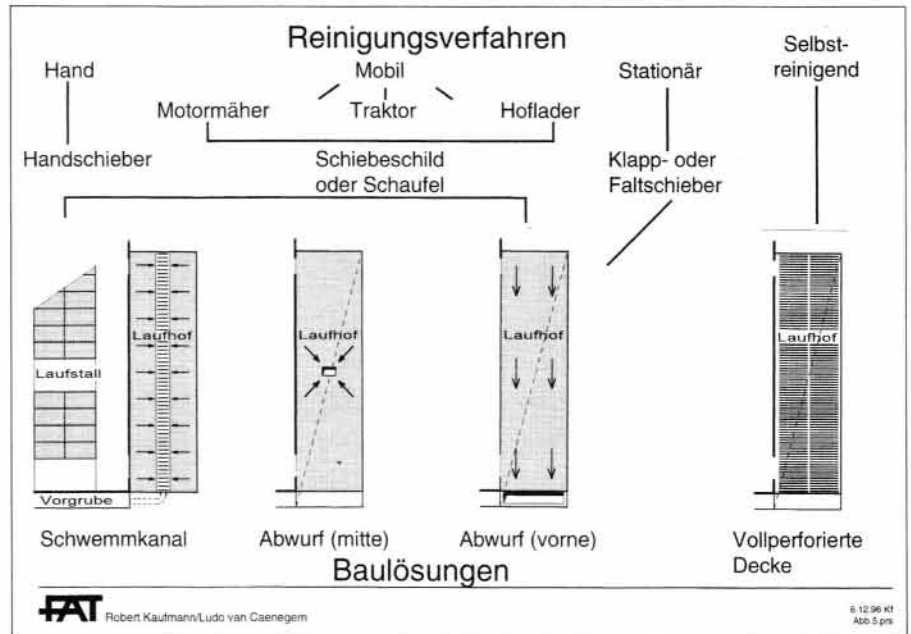 Reinigungsverfahren
Hand
Mobil
Stationär
Selbst-
reinigend
Motormäher
Traktor
Hoflader
Handschieber
Schiebeschild
oder Schaufel
Klapp- oder
Faltschieber
Laufhof
Laufhof
Laufhof
Laufhof
Laufstall
Vorgrube
Schwemmkanal
Abwurf (mitte)
Abwurf (vorne)
Vollperforierte
Decke
Baulösungen
FAT
Robert Kaufmann/Ludo van Caenegem
6.12.96 Kf
Abb.5.prs